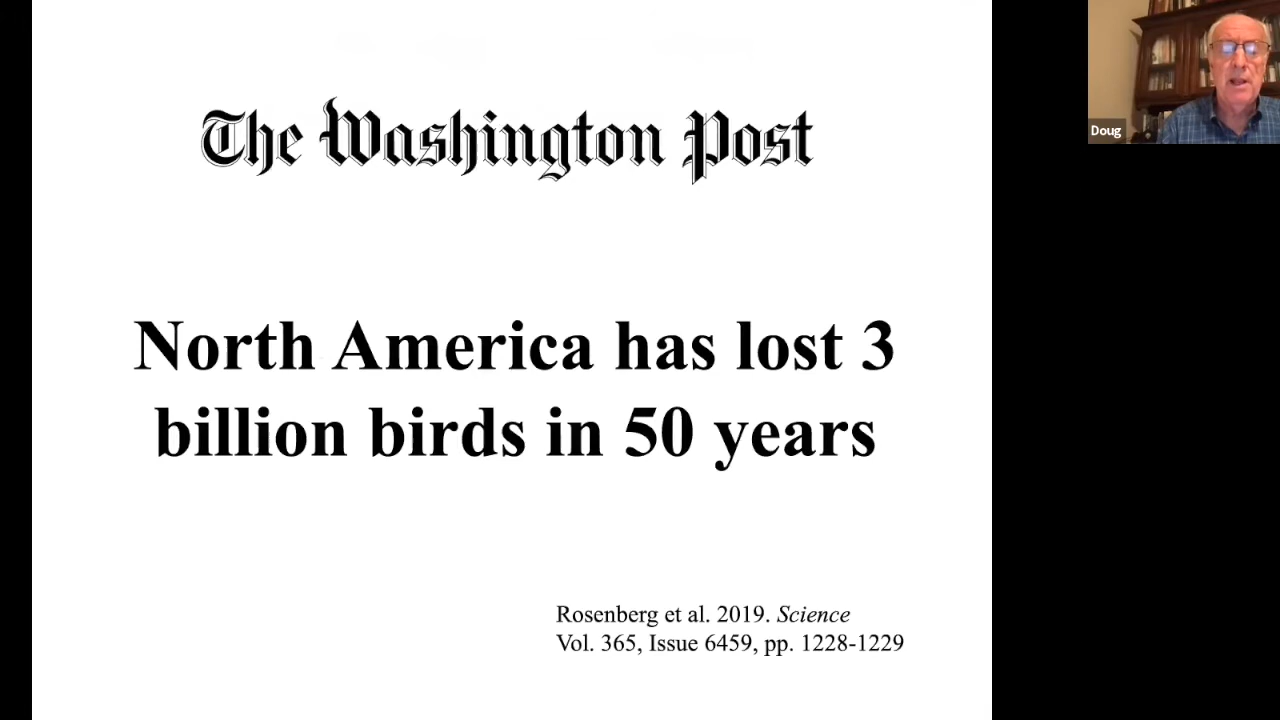 The Washington Post
North America has lost 3
billion birds in 50 years
Rosenberg et al. 2019. Science
Vol. 365, Issue 6459, pp. 1228-1229
Doug